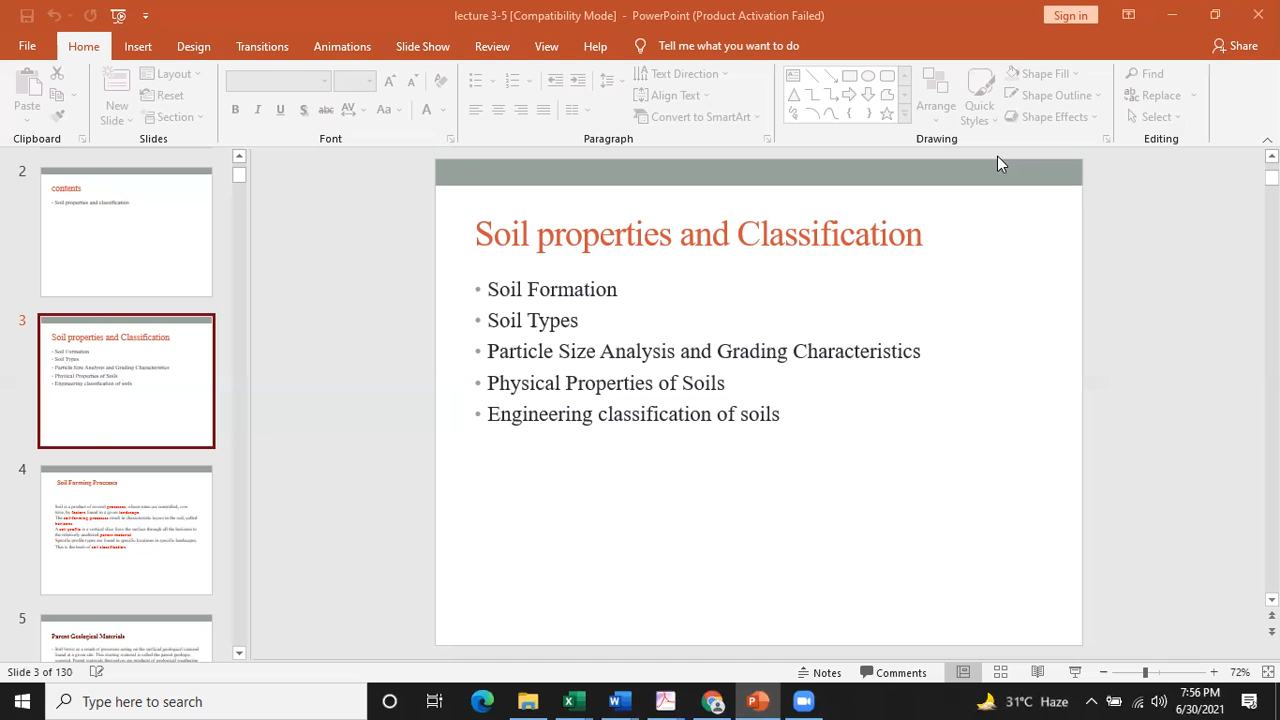 lecture 3-5 [Compatibility Mode] - PowerPoint (Product Activation Failed)
Sign in
File Home Insert Design Transitions Animations Slide Show Review View Help Tell me what you want to do
Share
Paste
New Slide
Layout
Reset
Section
B I U S abc AV Aa A
Text Direction
Align Text
Convert to SmartArt
Arrange
Quick Styles
Shape Fill
Shape Outline
Shape Effects
Find
Replace
Select
Clipboard Slides Font Paragraph Drawing Editing
2
contents
• Soil properties and classification
3
Soil properties and Classification
• Soil Formation
• Soil Types
• Particle Size Analysis and Grading Characteristics
• Physical Properties of Soils
• Engineering classification of soils
4
Soil Forming Processes
5
Parent Geological Materials
Soil properties and Classification
• Soil Formation
• Soil Types
• Particle Size Analysis and Grading Characteristics
• Physical Properties of Soils
• Engineering classification of soils
Slide 3 of 130
Notes
Comments
72%
Type here to search
31°C Haze
7:56 PM
6/30/2021